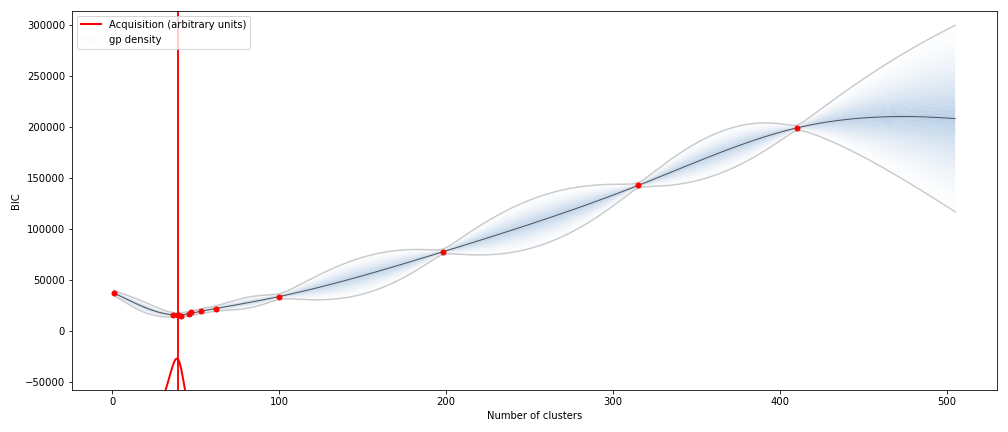 Acquisition (arbitrary units)
gp density
300000
250000
200000
150000
100000
50000
0
−50000
BIC
0 100 200 300 400 500
Number of clusters